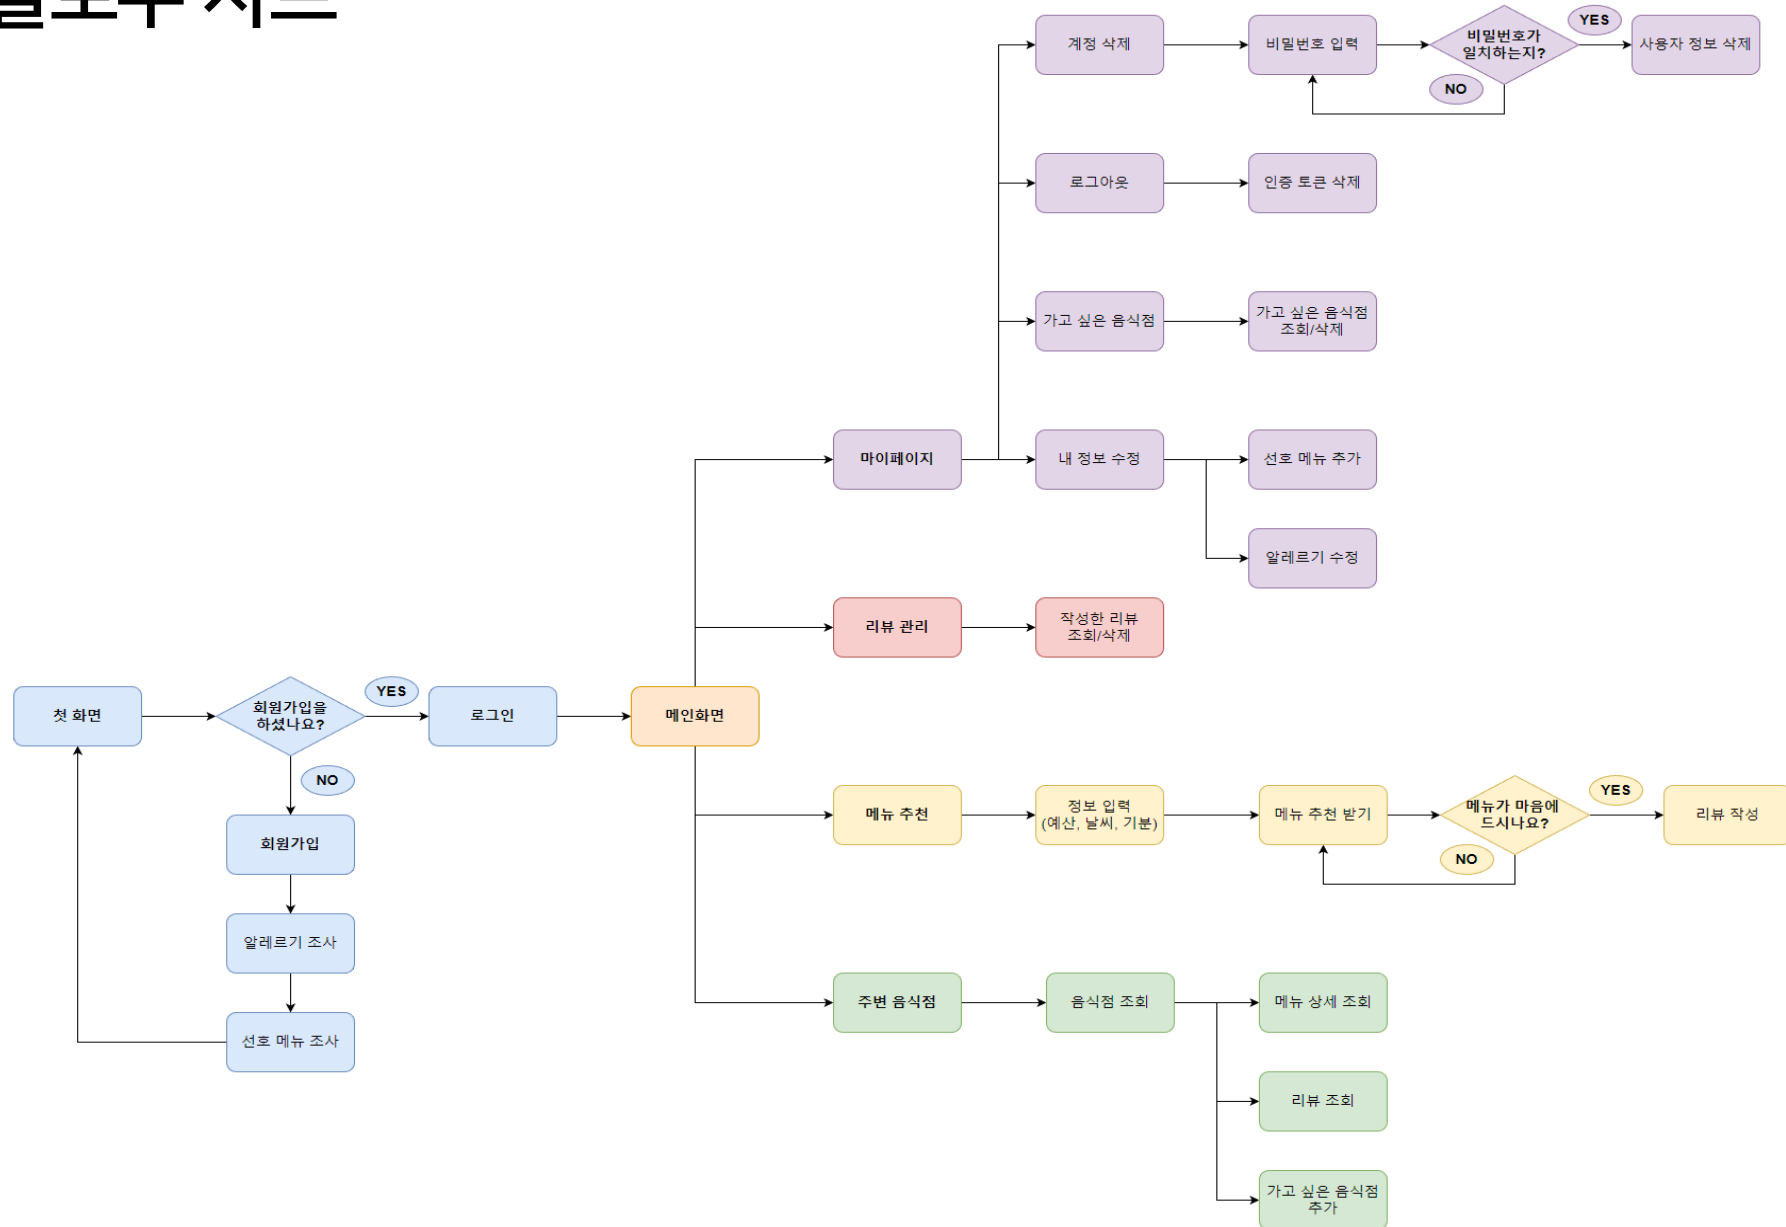 계정 삭제
비밀번호 입력
비밀번호가
일치하는지?
YES
사용자 정보 삭제
NO
로그아웃
인증 토큰 삭제
가고 싶은 음식점
가고 싶은 음식점
조회/삭제
마이페이지
내 정보 수정
선호 메뉴 추가
알레르기 수정
리뷰 관리
작성한 리뷰
조회/삭제
첫 화면
회원가입을
하셨나요?
YES
로그인
메인화면
NO
회원가입
알레르기 조사
선호 메뉴 조사
메뉴 추천
정보 입력
(예산, 날씨, 기분)
메뉴 추천 받기
메뉴가 마음에
드시나요?
YES
리뷰 작성
NO
주변 음식점
음식점 조회
메뉴 상세 조회
리뷰 조회
가고 싶은 음식점
추가